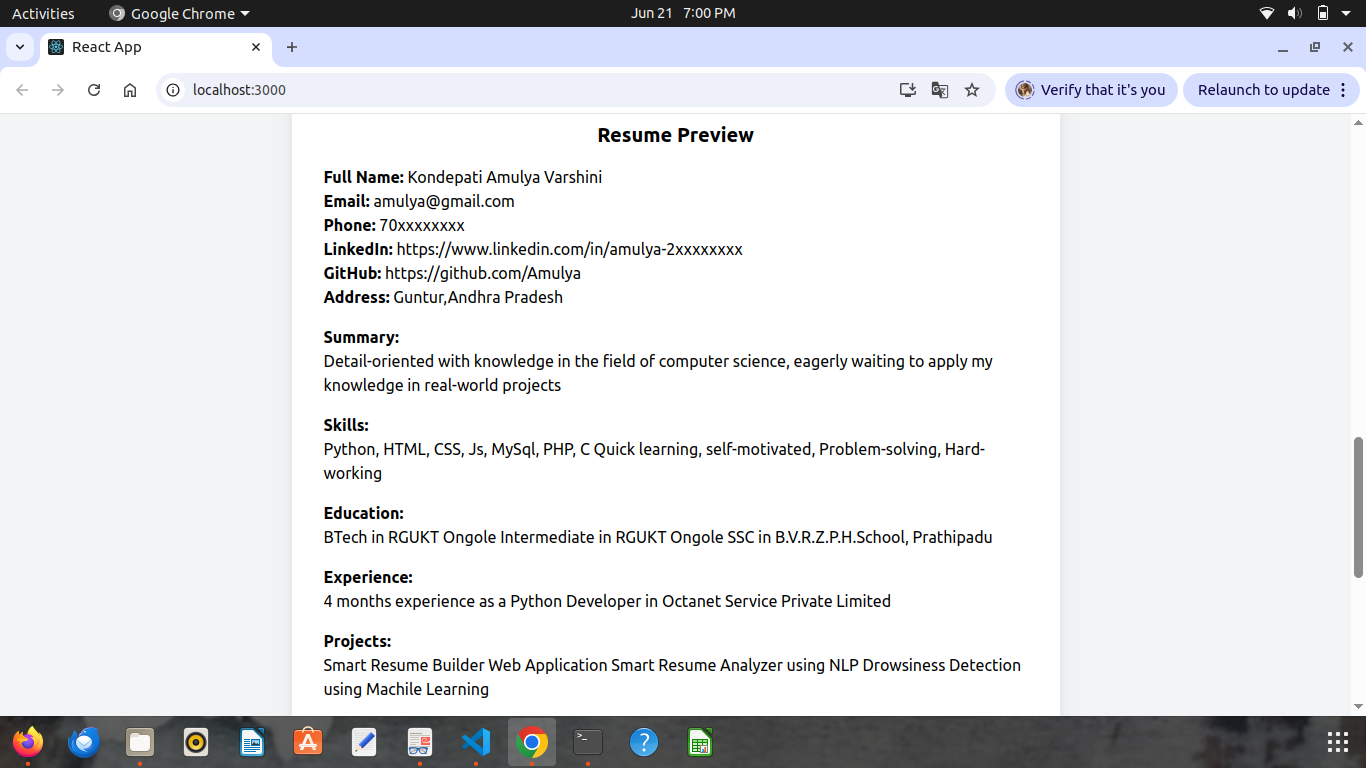 Activities
Google Chrome
Jun 21 7:00 PM
React App
localhost:3000
Verify that it's you
Relaunch to update
Resume Preview
Full Name: Kondepati Amulya Varshini
Email: amulya@gmail.com
Phone: 70xxxxxxxx
LinkedIn: https://www.linkedin.com/in/amulya-2xxxxxxxx
GitHub: https://github.com/Amulya
Address: Guntur,Andhra Pradesh
Summary:
Detail-oriented with knowledge in the field of computer science, eagerly waiting to apply my
knowledge in real-world projects
Skills:
Python, HTML, CSS, Js, MySql, PHP, C Quick learning, self-motivated, Problem-solving, Hard-
working
Education:
BTech in RGUKT Ongole Intermediate in RGUKT Ongole SSC in B.V.R.Z.P.H.School, Prathipadu
Experience:
4 months experience as a Python Developer in Octanet Service Private Limited
Projects:
Smart Resume Builder Web Application Smart Resume Analyzer using NLP Drowsiness Detection
using Machile Learning